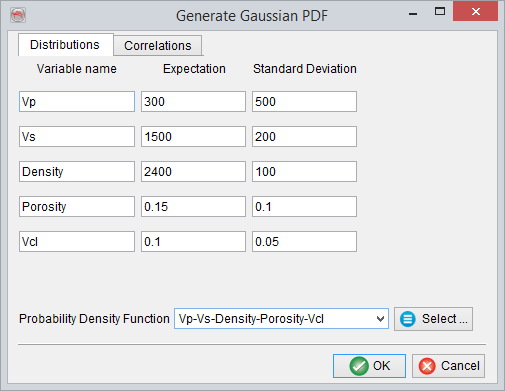 Generate Gaussian PDF
Distributions Correlations
Variable name Expectation Standard Deviation
Vp 300 500
Vs 1500 200
Density 2400 100
Porosity 0.15 0.1
Vcl 0.1 0.05
Probability Density Function Vp-Vs-Density-Porosity-Vcl Select ...
OK Cancel